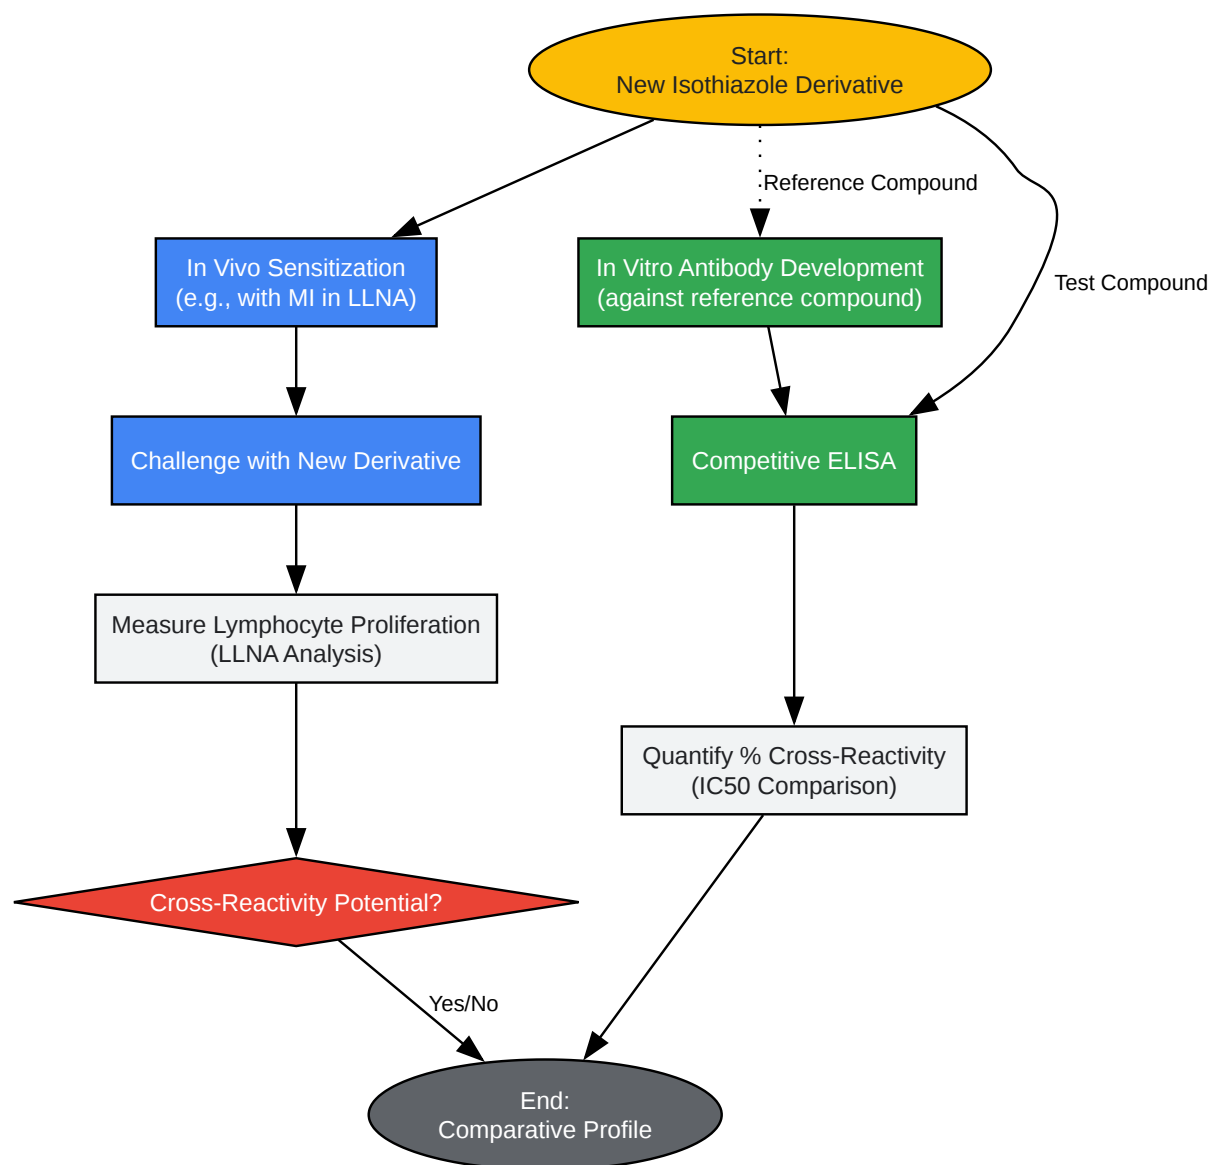 Start:
New Isothiazole Derivative
Reference Compound
In Vivo Sensitization
(e.g., with MI in LLNA)
In Vitro Antibody Development
(against reference compound)
Test Compound
Challenge with New Derivative
Competitive ELISA
Measure Lymphocyte Proliferation
(LLNA Analysis)
Quantify % Cross-Reactivity
(IC50 Comparison)
Cross-Reactivity Potential?
Yes/No
End:
Comparative Profile